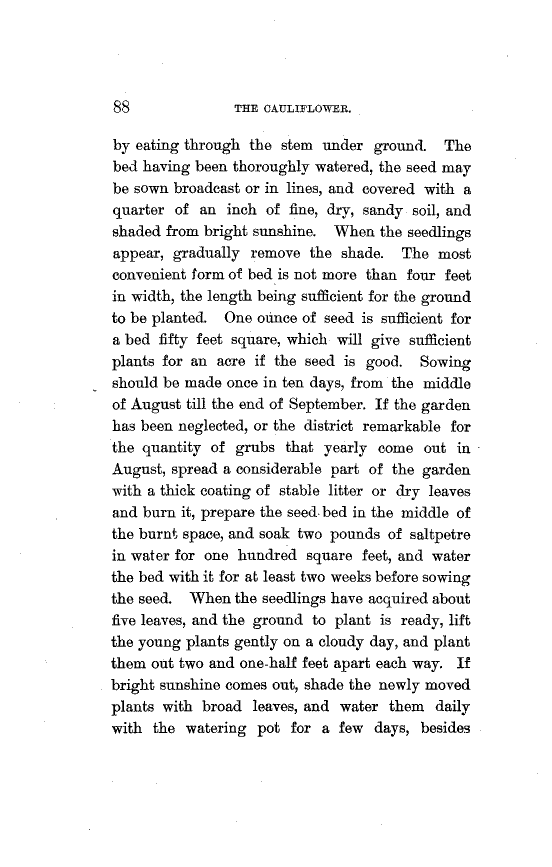 88 THE CAULIFLOWER.
by eating through the stem under ground. The
bed having been thoroughly watered, the seed may
be sown broadcast or in lines, and covered with a
quarter of an inch of fine, dry, sandy soil, and
shaded from bright sunshine. When the seedlings
appear, gradually remove the shade. The most
convenient form of bed is not more than four feet
in width, the length being sufficient for the ground
to be planted. One ounce of seed is sufficient for
a bed fifty feet square, which will give sufficient
plants for an acre if the seed is good. Sowing
should be made once in ten days, from the middle
of August till the end of September. If the garden
has been neglected, or the district remarkable for
the quantity of grubs that yearly come out in
August, spread a considerable part of the garden
with a thick coating of stable litter or dry leaves
and burn it, prepare the seed-bed in the middle of
the burnt space, and soak two pounds of saltpetre
in water for one hundred square feet, and water
the bed with it for at least two weeks before sowing
the seed. When the seedlings have acquired about
five leaves, and the ground to plant is ready, lift
the young plants gently on a cloudy day, and plant
them out two and one-half feet apart each way. If
bright sunshine comes out, shade the newly moved
plants with broad leaves, and water them daily
with the watering pot for a few days, besides